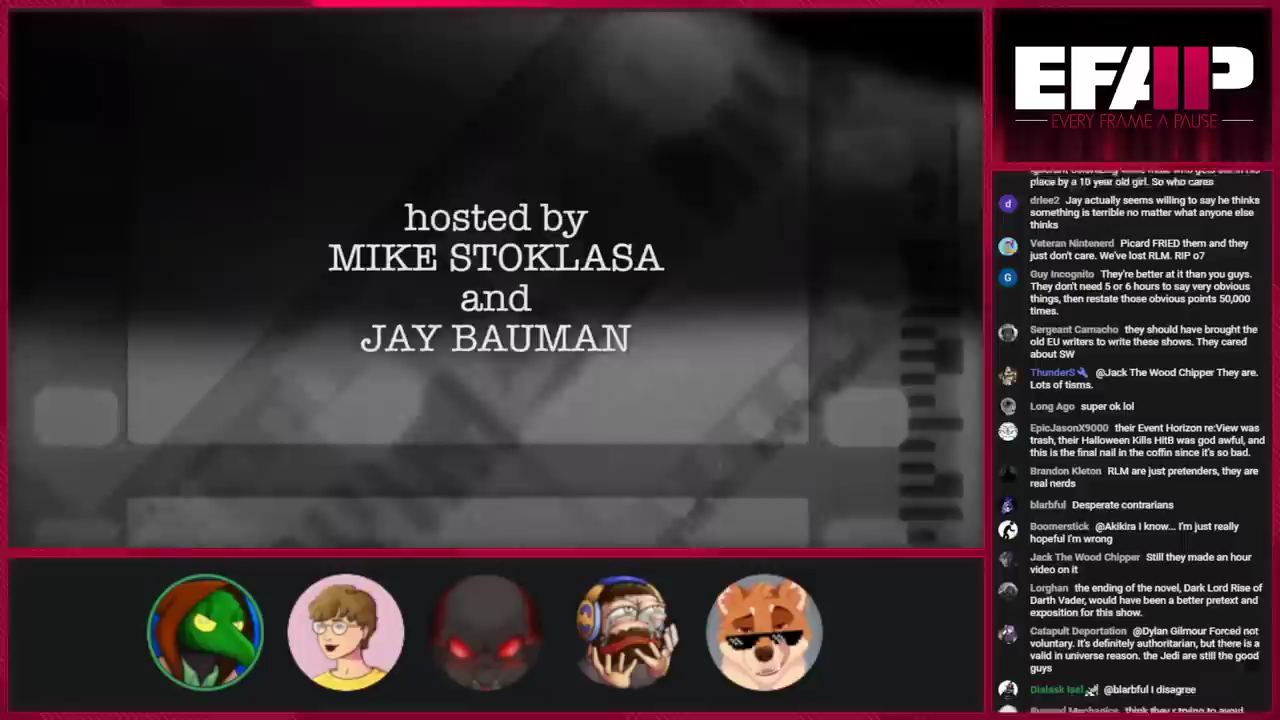 hosted by
MIKE STOKLASA
and
JAY BAUMAN
EFAP
EVERY FRAME A PAUSE
place by a 10 year old girl. So who cares
d
drlee2 Jay actually seems willing to say he thinks
something is terrible no matter what anyone else
thinks
Veteran Nintenerd Picard FRIED them and they
just don't care. We've lost RLM. RIP o7
G
Guy Incognito They're better at it than you guys.
They don't need 5 or 6 hours to say very obvious
things, then restate those obvious points 50,000
times.
Sergeant Camacho they should have brought the
old EU writers to write these shows. They cared
about SW
ThunderS @Jack The Wood Chipper They are.
Lots of tisms.
Long Ago super ok lol
EpicJasonX9000 their Event Horizon re:View was
trash, their Halloween Kills HitB was god awful, and
this is the final nail in the coffin since it's so bad.
Brandon Kleton RLM are just pretenders, they are
real nerds
blarbful Desperate contrarians
Boomerstick @Akikira I know... I'm just really
hopeful I'm wrong
Jack The Wood Chipper Still they made an hour
video on it
Lorghan the ending of the novel, Dark Lord Rise of
Darth Vader, would have been a better pretext and
exposition for this show.
Catapult Deportation @Dylan Gilmour Forced not
voluntary. It's definitely authoritarian, but there is a
valid in universe reason. the Jedi are still the good
guys
Dialask Isel @blarbful I disagree